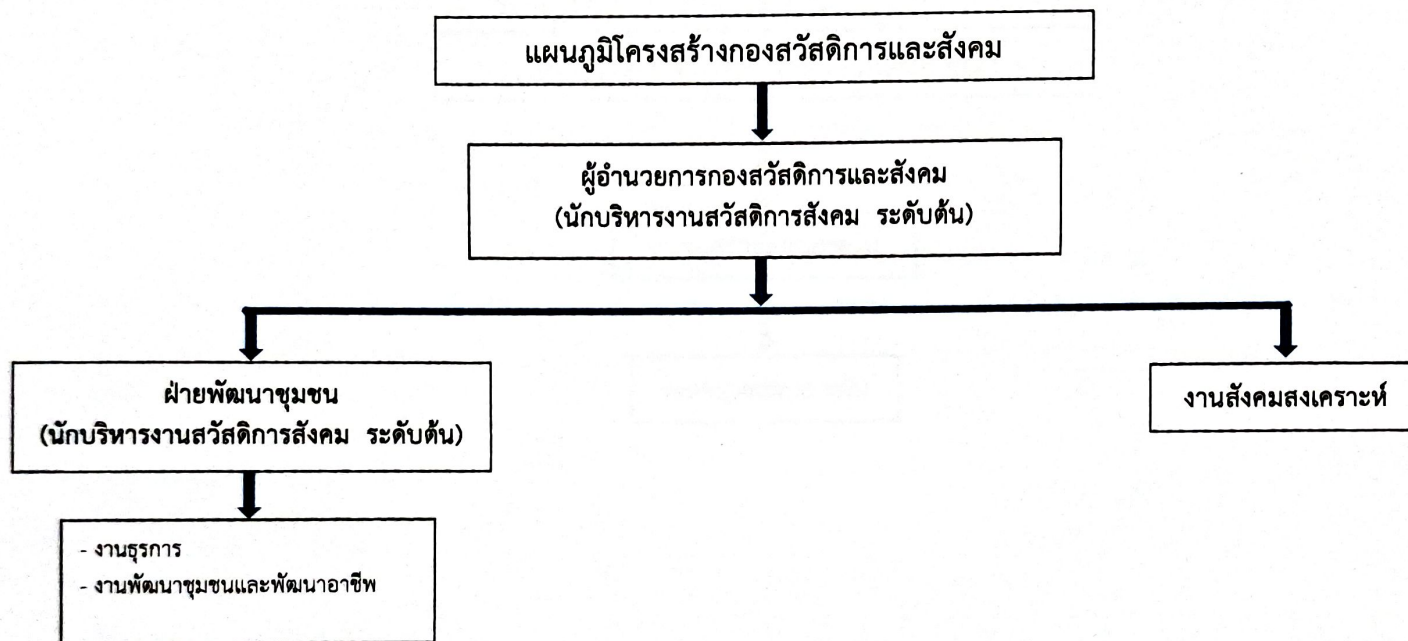 แผนภูมิโครงสร้างกองสวัสดิการและสังคม
ผู้อำนวยการกองสวัสดิการและสังคม
(นักบริหารงานสวัสดิการสังคม ระดับต้น)
ฝ่ายพัฒนาชุมชน
(นักบริหารงานสวัสดิการสังคม ระดับต้น)
งานสังคมสงเคราะห์
- งานธุรการ
- งานพัฒนาชุมชนและพัฒนาอาชีพ